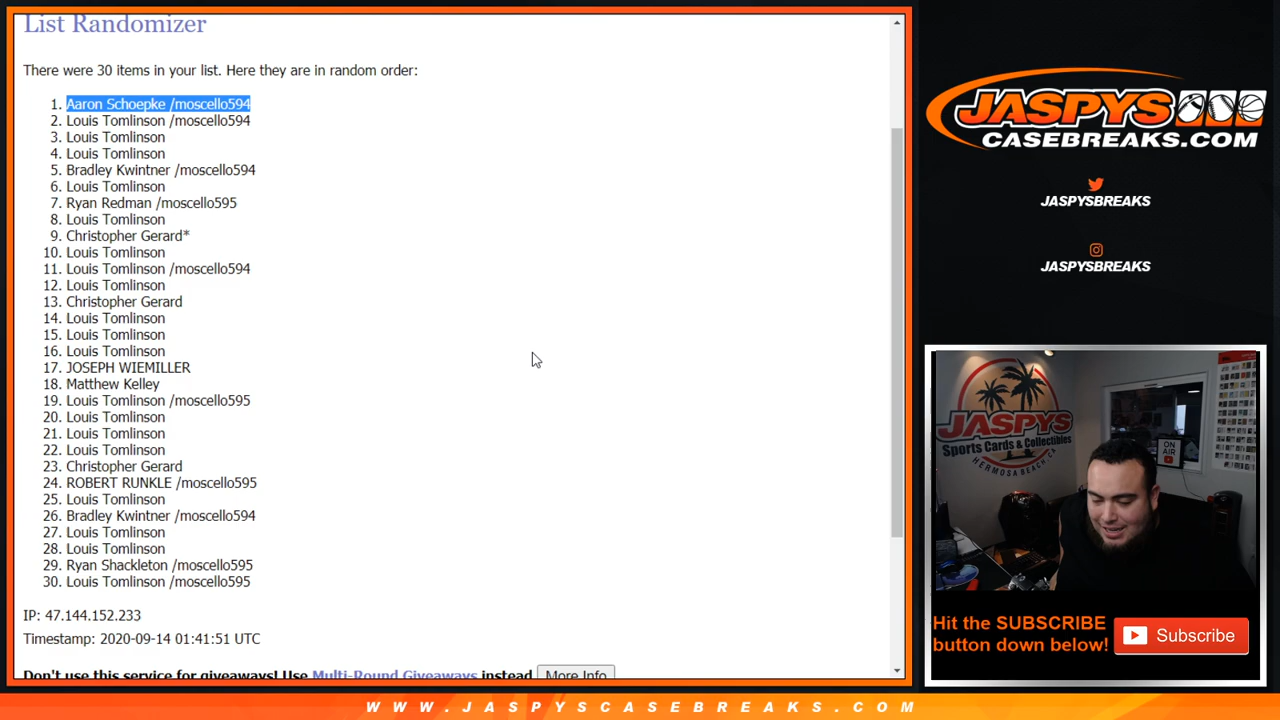 List Randomizer
There were 30 items in your list. Here they are in random order:
1. Aaron Schoepke /moscello594
2. Louis Tomlinson /moscello594
3. Louis Tomlinson
4. Louis Tomlinson
5. Bradley Kwintner /moscello594
6. Louis Tomlinson
7. Ryan Redman /moscello595
8. Louis Tomlinson
9. Christopher Gerard*
10. Louis Tomlinson
11. Louis Tomlinson /moscello594
12. Louis Tomlinson
13. Christopher Gerard
14. Louis Tomlinson
15. Louis Tomlinson
16. Louis Tomlinson
17. JOSEPH WIEMILLER
18. Matthew Kelley
19. Louis Tomlinson /moscello595
20. Louis Tomlinson
21. Louis Tomlinson
22. Louis Tomlinson
23. Christopher Gerard
24. ROBERT RUNKLE /moscello595
25. Louis Tomlinson
26. Bradley Kwintner /moscello594
27. Louis Tomlinson
28. Louis Tomlinson
29. Ryan Shackleton /moscello595
30. Louis Tomlinson /moscello595
IP: 47.144.152.233
Timestamp: 2020-09-14 01:41:51 UTC
Don't use this service for giveaways! Use Multi-Round Giveaways instead More Info
JASPYS
CASEBREAKS.COM
JASPYSBREAKS
JASPYSBREAKS
JASPYS
Sports Cards & Collectibles
HERMOSA BEACH, CA
ON AIR
Hit the SUBSCRIBE
button down below!
Subscribe
WWW.JASPYSCASEBREAKS.COM